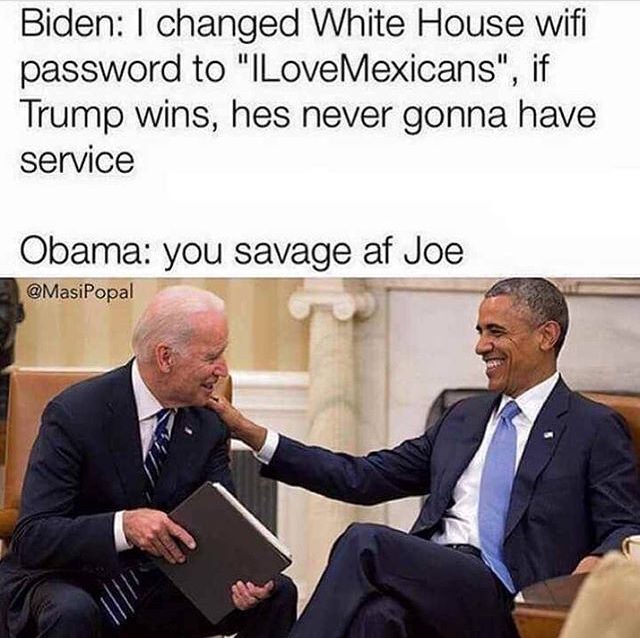 Biden: I changed White House wifi
password to "ILoveMexicans", if
Trump wins, hes never gonna have
service
Obama: you savage af Joe
@MasiPopal